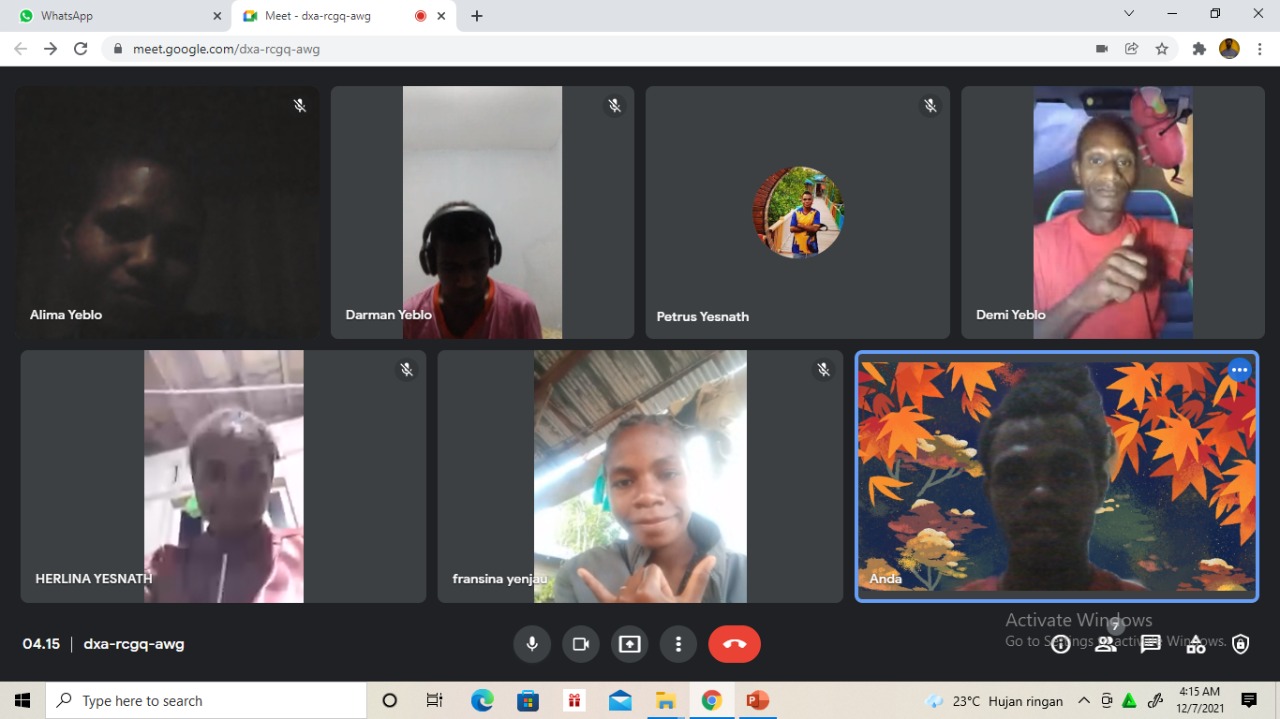 WhatsApp
Meet - dxa-rcgq-awg
meet.google.com/dxa-rcgq-awg
Alima Yeblo
Darman Yeblo
Petrus Yesnath
Demi Yeblo
HERLINA YESNATH
fransina yenjau
Anda
04.15
dxa-rcgq-awg
7
Activate Windows
Go to Settings to activate Windows.
Type here to search
23°C Hujan ringan
4:15 AM
12/7/2021